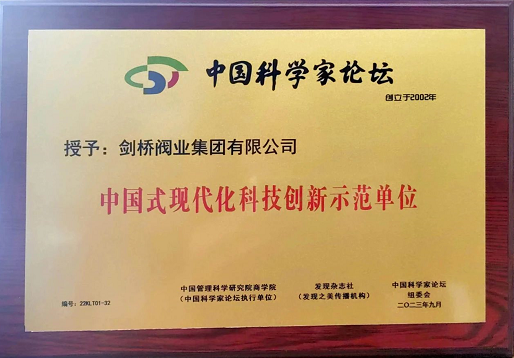 中国科学家论坛
创立于2002年
授予：剑桥阀业集团有限公司
中国式现代化科技创新示范单位
中国管理科学研究院商学院 发现杂志社 中国科学家论坛
编号：22KLT01-32 （中国科学家论坛执行单位） （发现之美传播机构） 组委会
二〇二三年九月